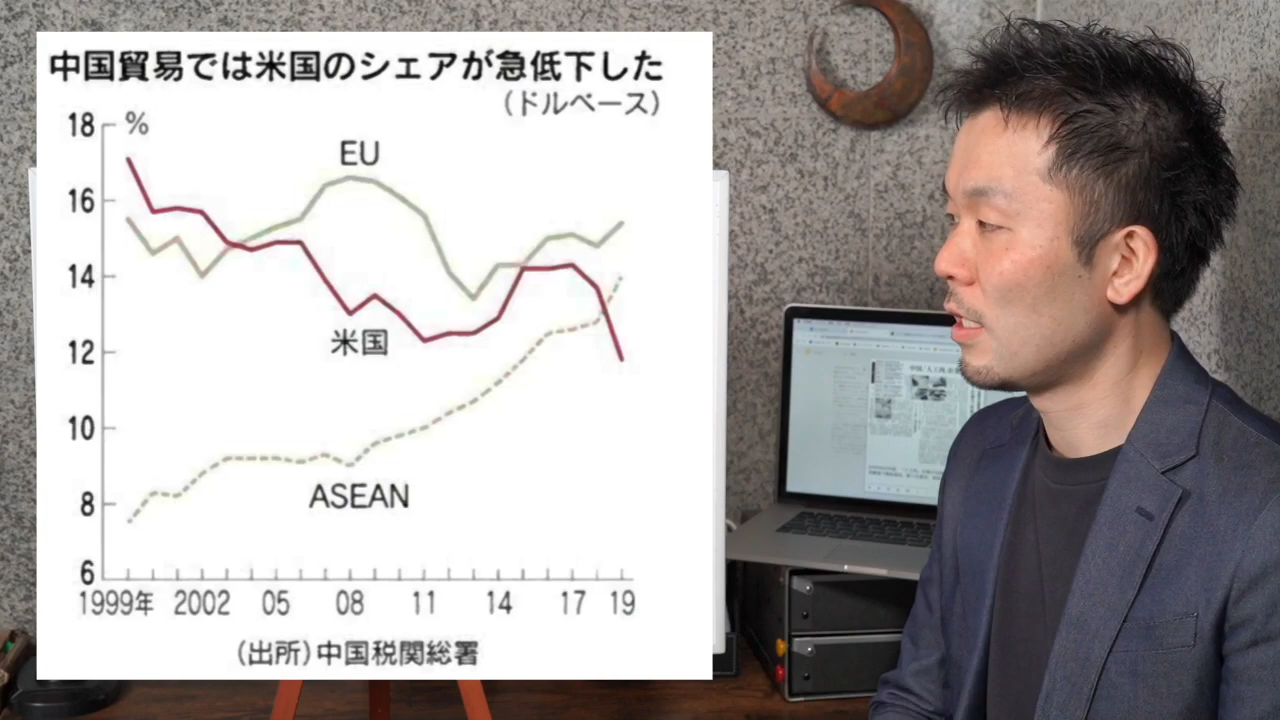 中国貿易では米国のシェアが急低下した
(ドルベース)
18 %
EU
16
14
米国
12
10
ASEAN
8
6
1999年 2002 05 08 11 14 17 19
(出所)中国税関総署